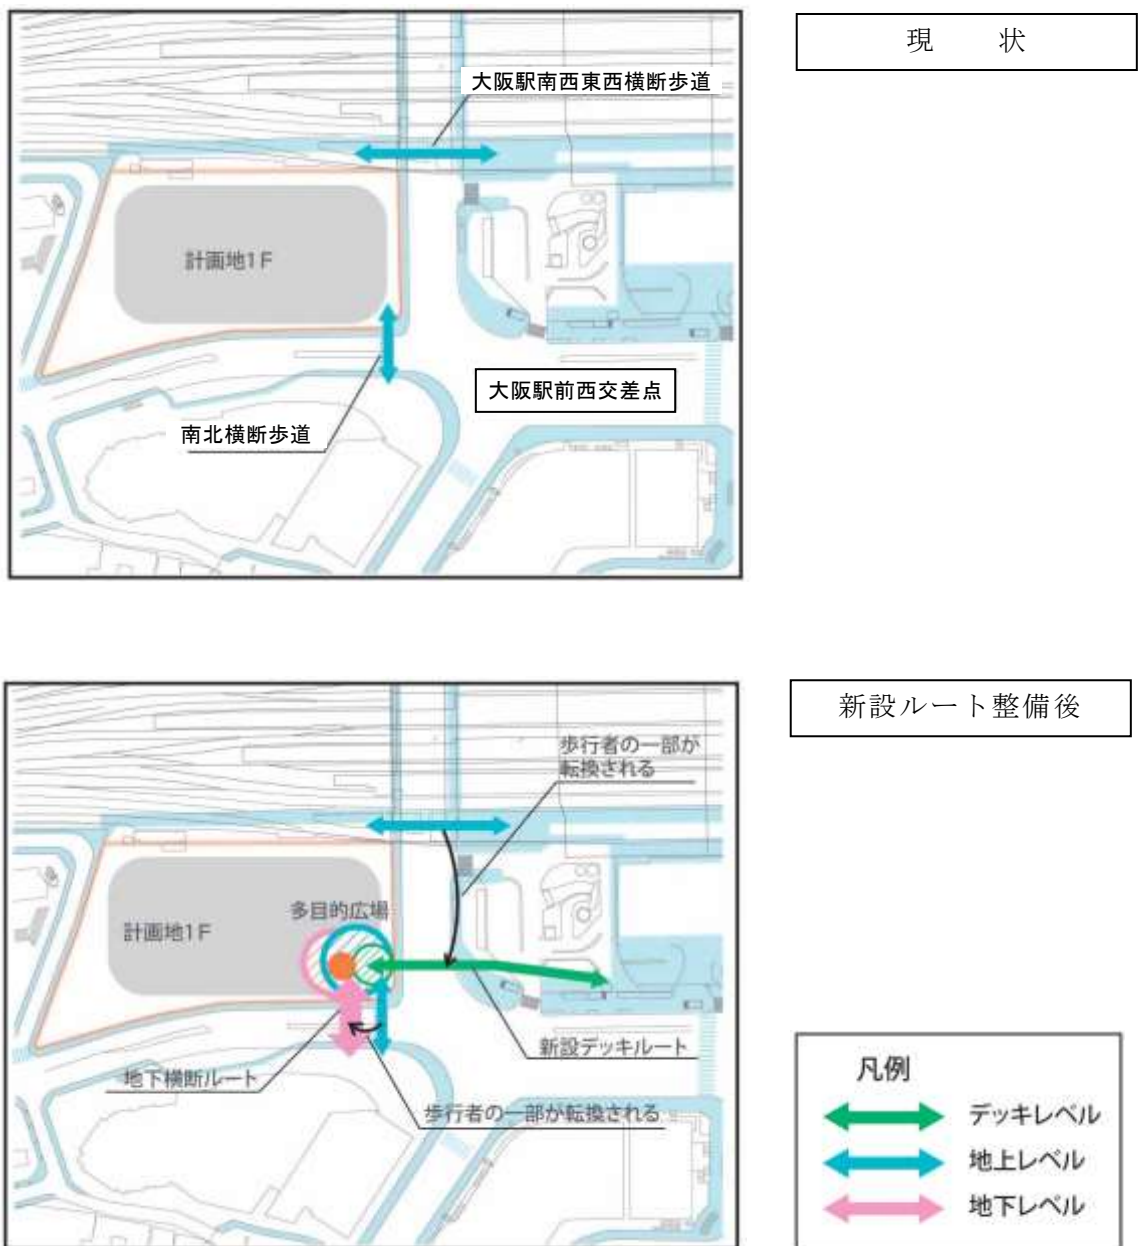 現　　状
大阪駅南西東西横断歩道
計画地1F
大阪駅前西交差点
南北横断歩道
新設ルート整備後
歩行者の一部が
転換される
多目的広場
計画地1F
新設デッキルート
地下横断ルート
歩行者の一部が転換される
凡例
デッキレベル
地上レベル
地下レベル